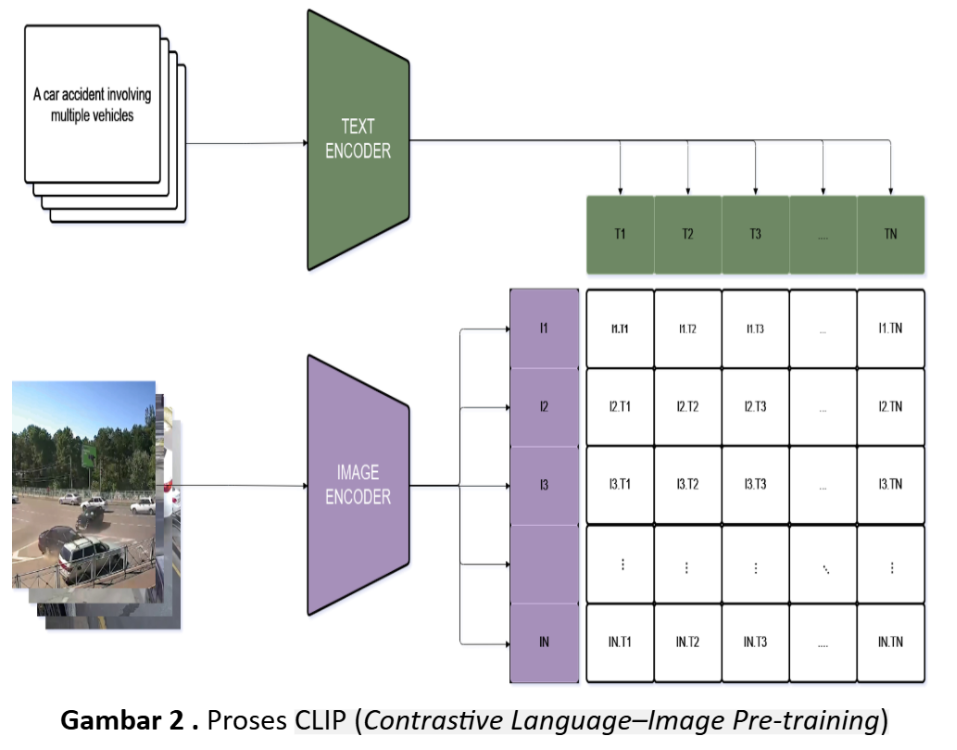 A car accident involving
multiple vehicles
TEXT
ENCODER
T1 T2 T3 .... TN
I1 I1.T1 I1.T2 I1.T3 ... I1.TN
I2 I2.T1 I2.T2 I2.T3 ... I2.TN
IMAGE
ENCODER
I3 I3.T1 I3.T2 I3.T3 ... I3.TN
⋮ ⋮ ⋮ ⋱ ⋮
IN IN.T1 IN.T2 IN.T3 .... IN.TN
Gambar 2 . Proses CLIP (Contrastive Language–Image Pre-training)